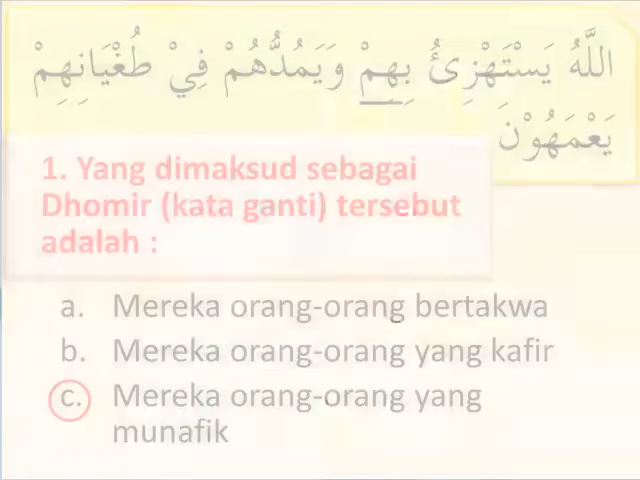 اللَّهُ يَسْتَهْزِئُ بِهِمْ وَيَمُدُّهُمْ فِيْ طُغْيَانِهِمْ
يَعْمَهُوْنَ
1. Yang dimaksud sebagai
Dhomir (kata ganti) tersebut
adalah :
a. Mereka orang-orang bertakwa
b. Mereka orang-orang yang kafir
c. Mereka orang-orang yang
munafik